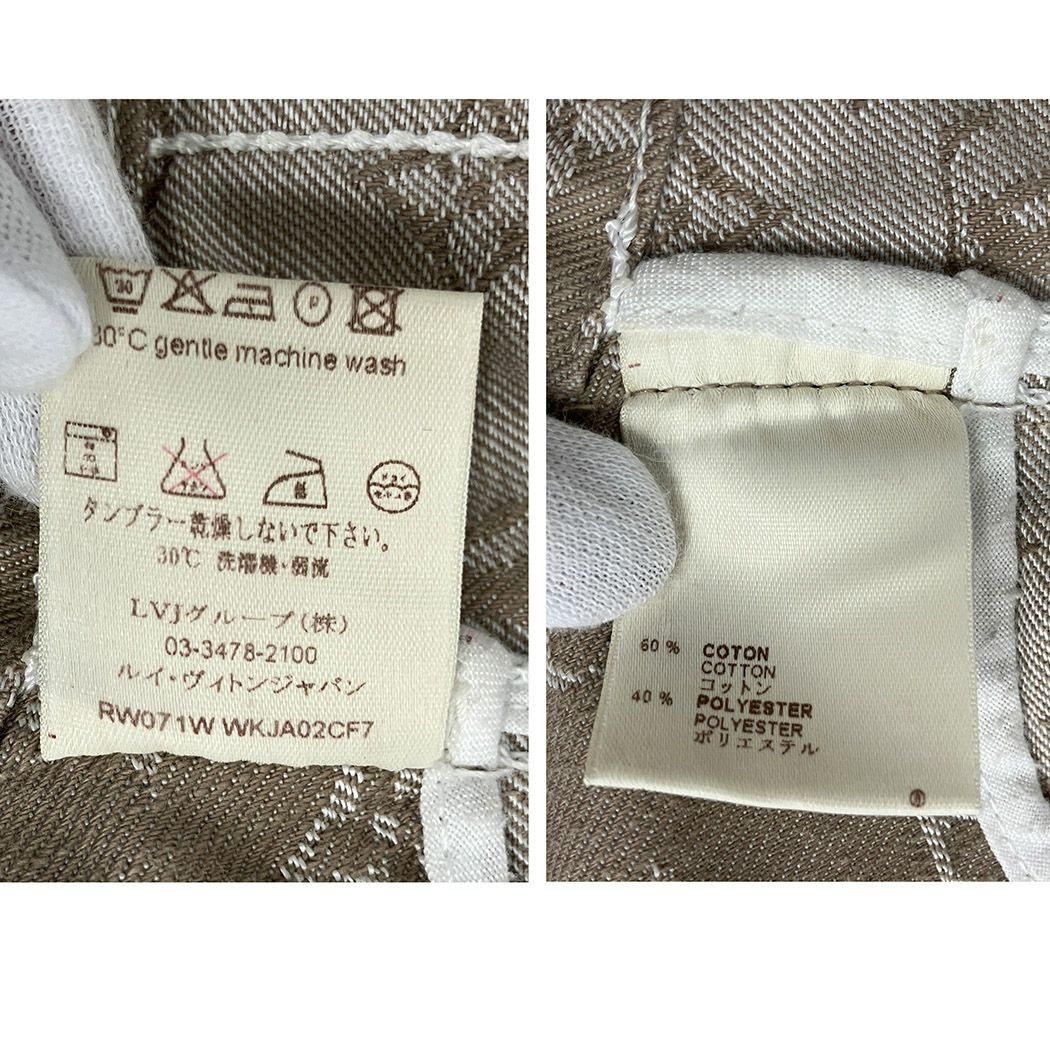 30
30°C gentle machine wash
P
タンブラー乾燥しないで下さい。
30℃ 洗濯機・弱流
LVJグループ(株)
03-3478-2100
ルイ・ヴィトンジャパン
RW071W WKJA02CF7
60 % COTON
COTTON
コットン
40 % POLYESTER
POLYESTER
ポリエステル